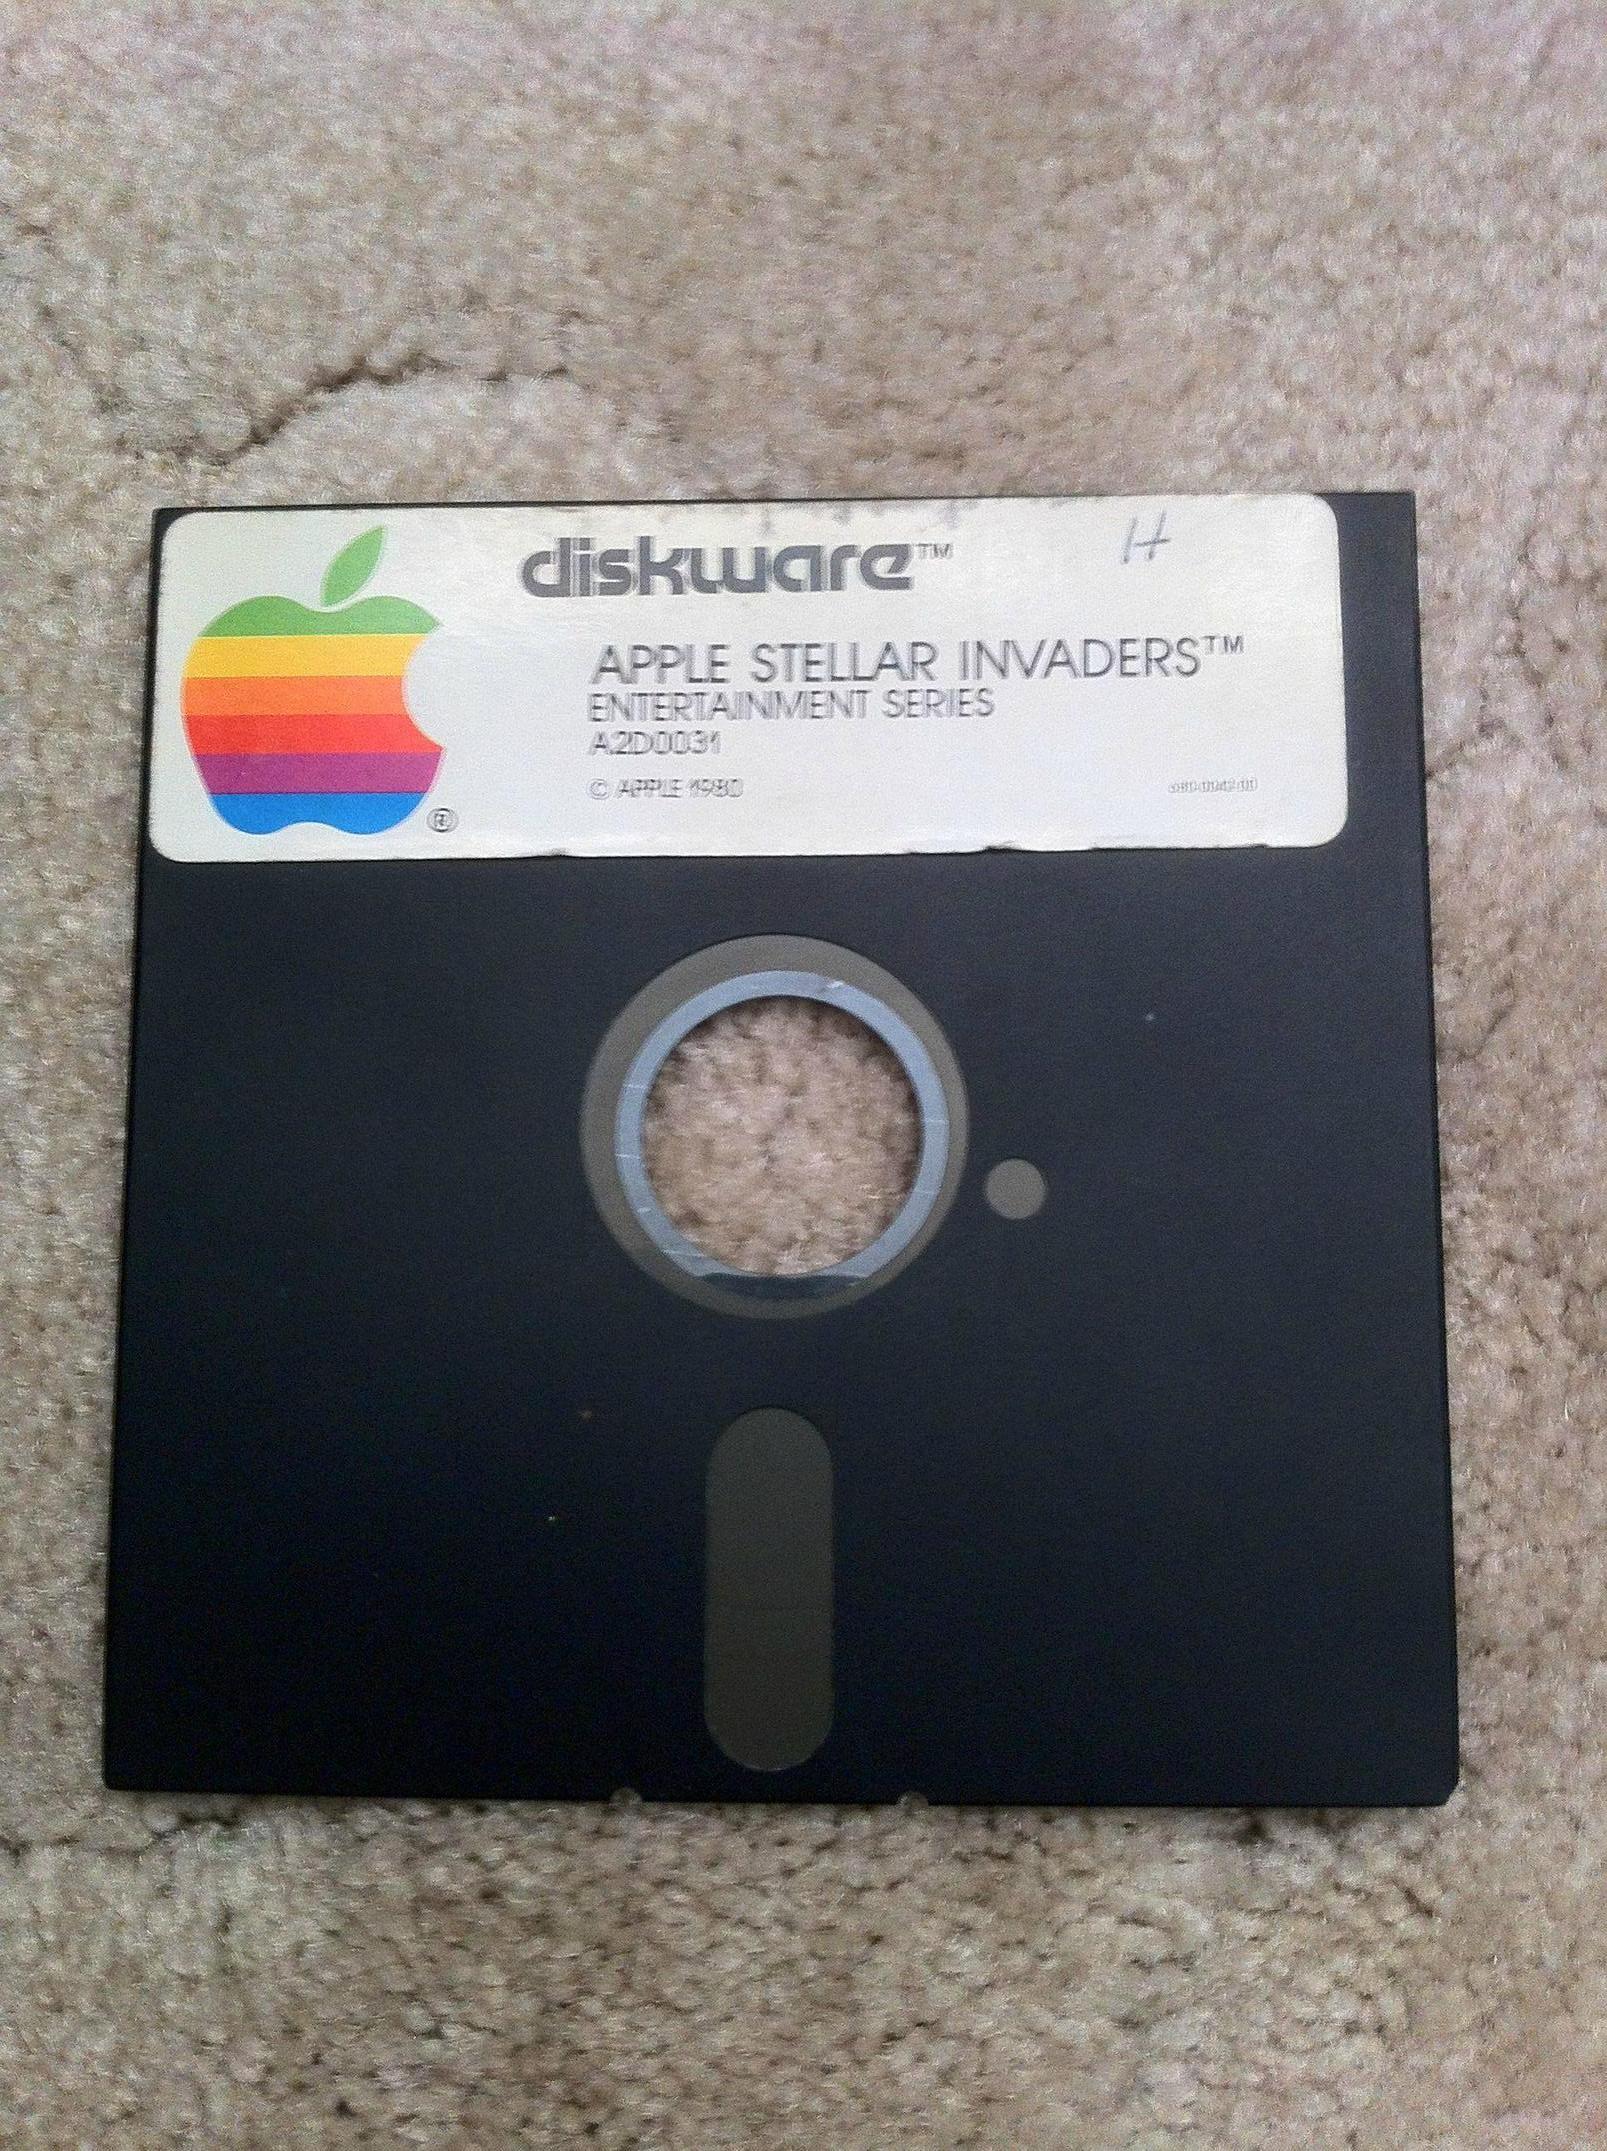 diskware™ H
APPLE STELLAR INVADERS™
ENTERTAINMENT SERIES
A2D0031
© APPLE 1980
®